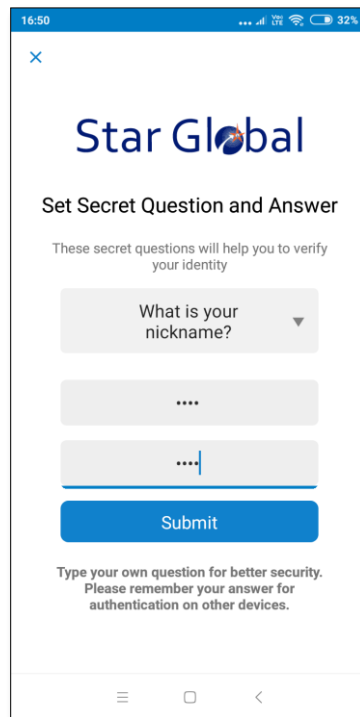 16:50
Vo) LTE
32%
Star Global
Set Secret Question and Answer
These secret questions will help you to verify
your identity
What is your
nickname?
••••
••••
Submit
Type your own question for better security.
Please remember your answer for
authentication on other devices.